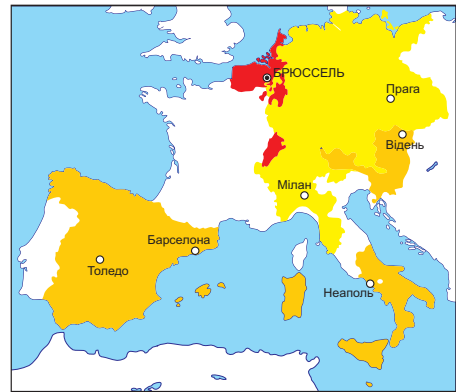 БРЮССЕЛЬ
Прага
Відень
Мілан
Барселона
Толедо
Неаполь